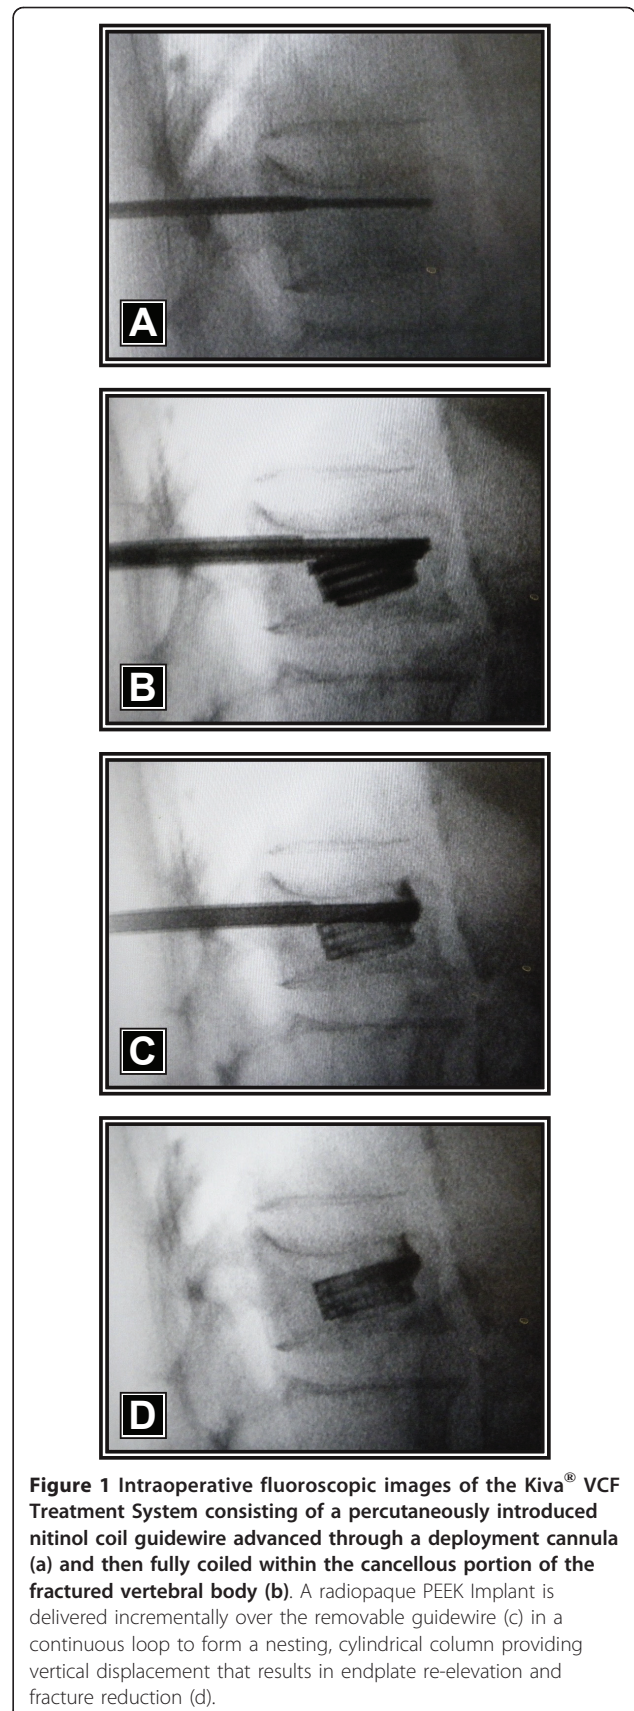 A
B
C
D
Figure 1 Intraoperative fluoroscopic images of the Kiva® VCF
Treatment System consisting of a percutaneously introduced
nitinol coil guidewire advanced through a deployment cannula
(a) and then fully coiled within the cancellous portion of the
fractured vertebral body (b). A radiopaque PEEK Implant is
delivered incrementally over the removable guidewire (c) in a
continuous loop to form a nesting, cylindrical column providing
vertical displacement that results in endplate re-elevation and
fracture reduction (d).